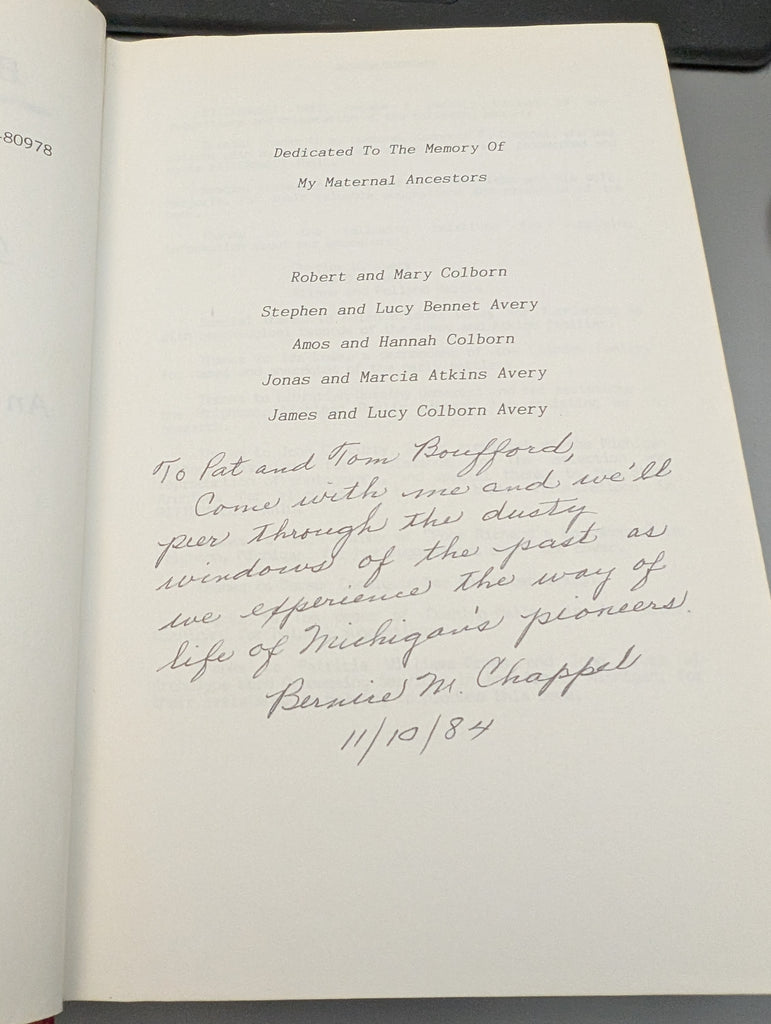 -80978
Dedicated To The Memory Of
My Maternal Ancestors
Robert and Mary Colborn
Stephen and Lucy Bennet Avery
Amos and Hannah Colborn
Jonas and Marcia Atkins Avery
James and Lucy Colborn Avery
To Pat and Tom Boufford,
Come with me and we'll
peer through the dusty
windows of the past as
we experience the way of
life of Michigan's pioneers.
Bernice M. Chappel
11/10/84